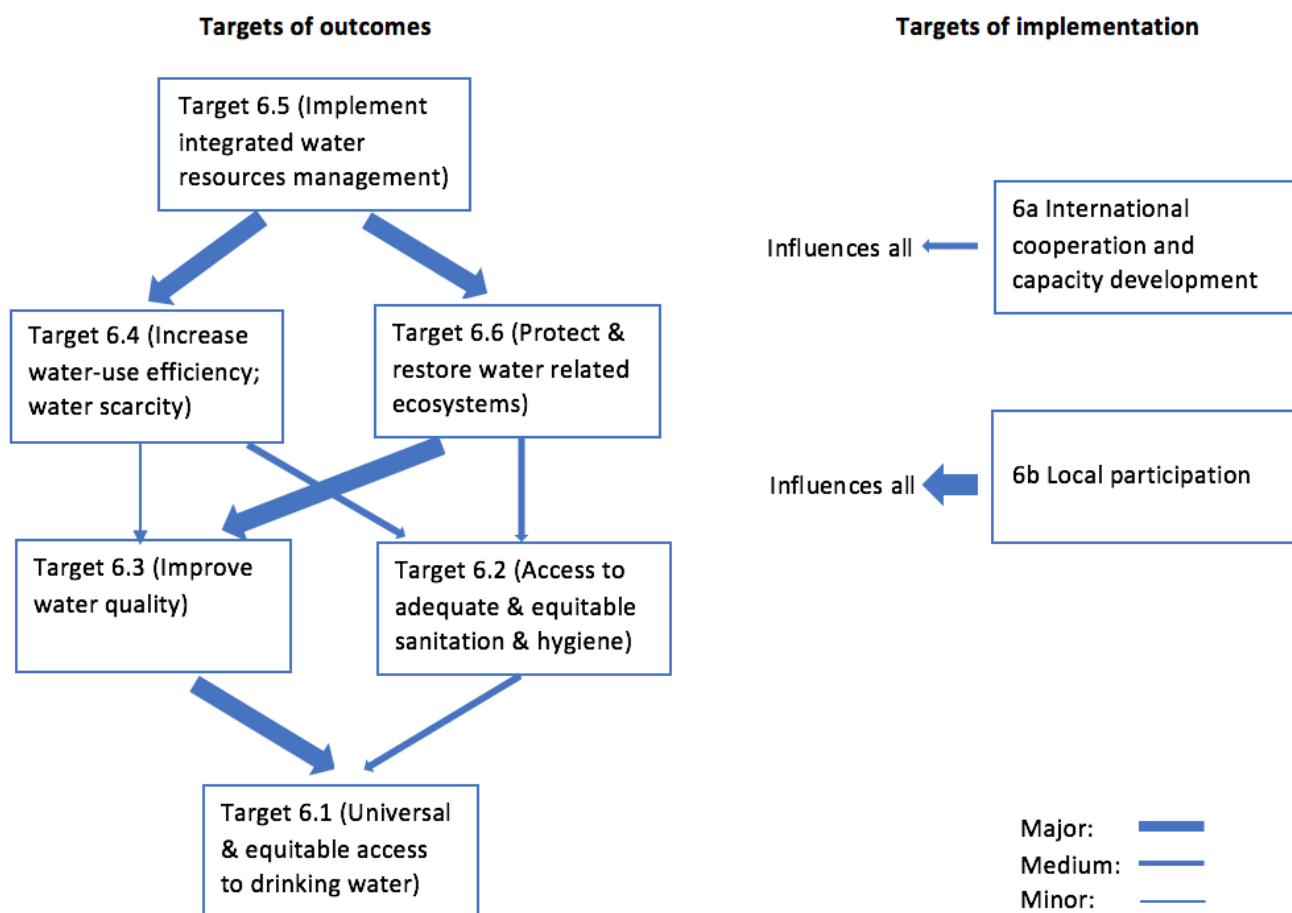 Targets of outcomes
Targets of implementation
Target 6.5 (Implement
integrated water
resources management)
6a International
cooperation and
capacity development
Influences all
Target 6.4 (Increase
water-use efficiency;
water scarcity)
Target 6.6 (Protect &
restore water related
ecosystems)
6b Local participation
Influences all
Target 6.3 (Improve
water quality)
Target 6.2 (Access to
adequate & equitable
sanitation & hygiene)
Target 6.1 (Universal
& equitable access
to drinking water)
Major:
Medium:
Minor: